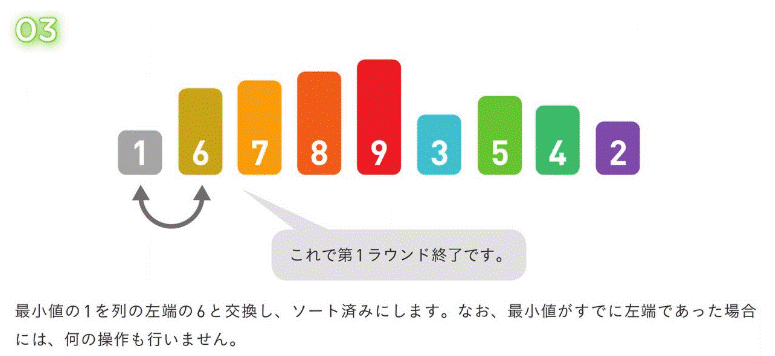 03
1 6 7 8 9 3 5 4 2
これで第1ラウンド終了です。
最小値の1を列の左端の6と交換し、ソート済みにします。なお、最小値がすでに左端であった場合
には、何の操作も行いません。